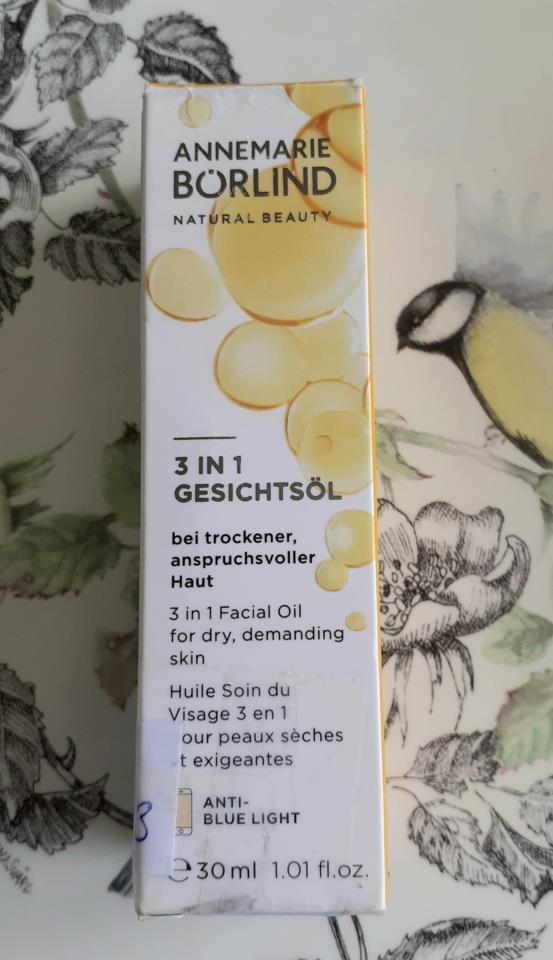 ANNEMARIE
BÖRLIND
NATURAL BEAUTY
3 IN 1
GESICHTSÖL
bei trockener,
anspruchsvoller
Haut
3 in 1 Facial Oil
for dry, demanding
skin
Huile Soin du
Visage 3 en 1
our peaux sèches
t exigeantes
ANTI-
BLUE LIGHT
3
℮ 30 ml 1.01 fl.oz.